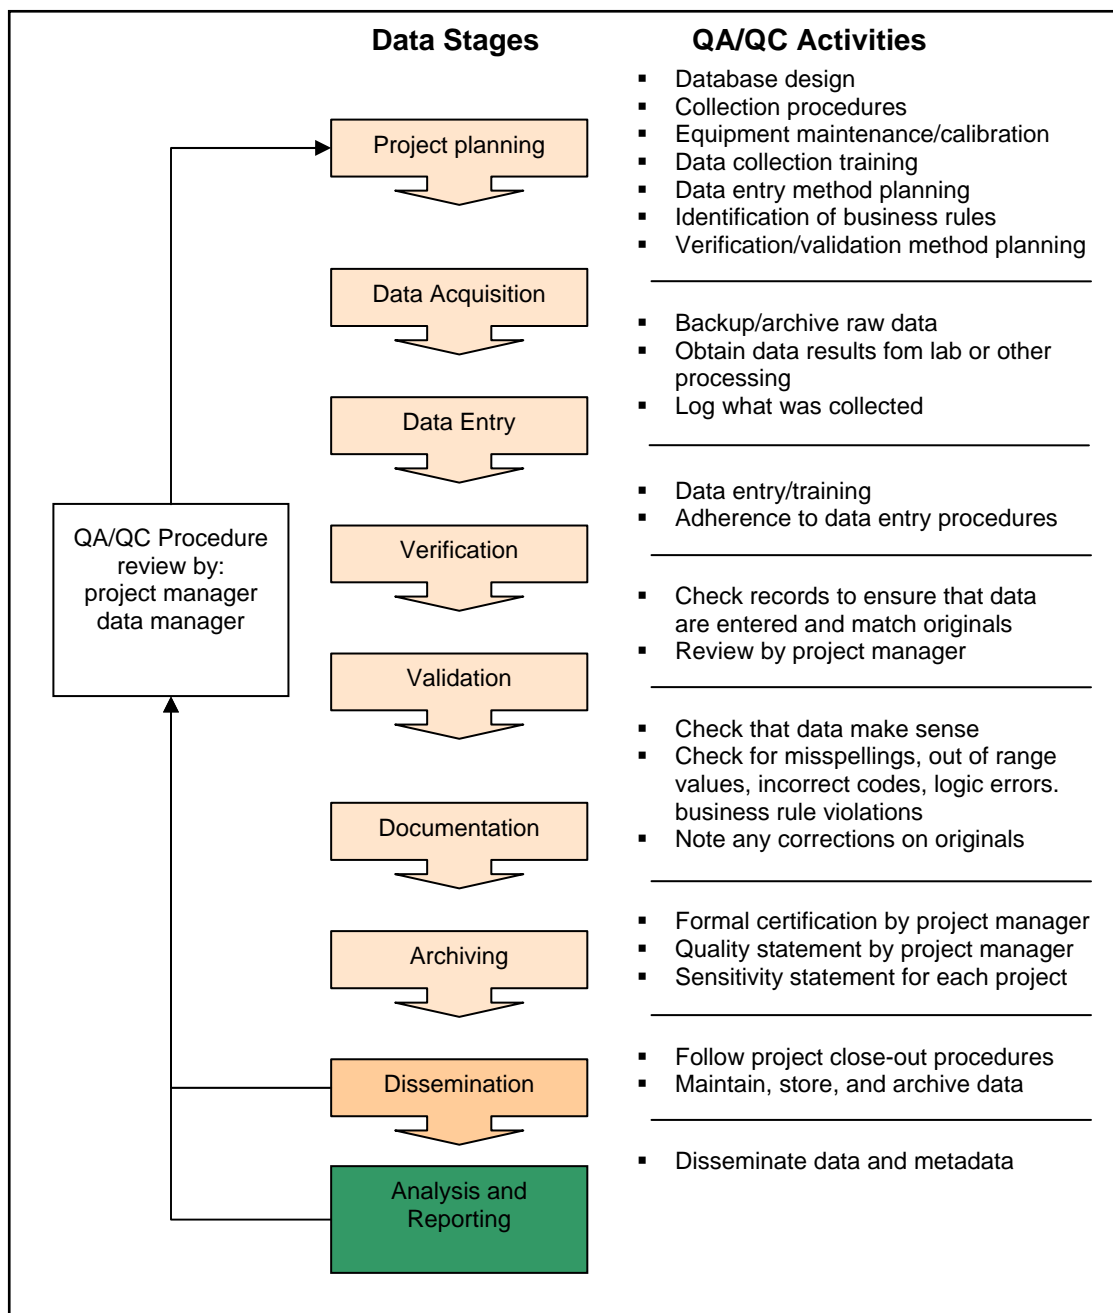 Data Stages
QA/QC Activities
Project planning
▪ Database design
▪ Collection procedures
▪ Equipment maintenance/calibration
▪ Data collection training
▪ Data entry method planning
▪ Identification of business rules
▪ Verification/validation method planning
Data Acquisition
▪ Backup/archive raw data
▪ Obtain data results fom lab or other
processing
▪ Log what was collected
Data Entry
▪ Data entry/training
▪ Adherence to data entry procedures
QA/QC Procedure
review by:
project manager
data manager
Verification
▪ Check records to ensure that data
are entered and match originals
▪ Review by project manager
Validation
▪ Check that data make sense
▪ Check for misspellings, out of range
values, incorrect codes, logic errors.
business rule violations
▪ Note any corrections on originals
Documentation
▪ Formal certification by project manager
▪ Quality statement by project manager
▪ Sensitivity statement for each project
Archiving
▪ Follow project close-out procedures
▪ Maintain, store, and archive data
Dissemination
▪ Disseminate data and metadata
Analysis and
Reporting